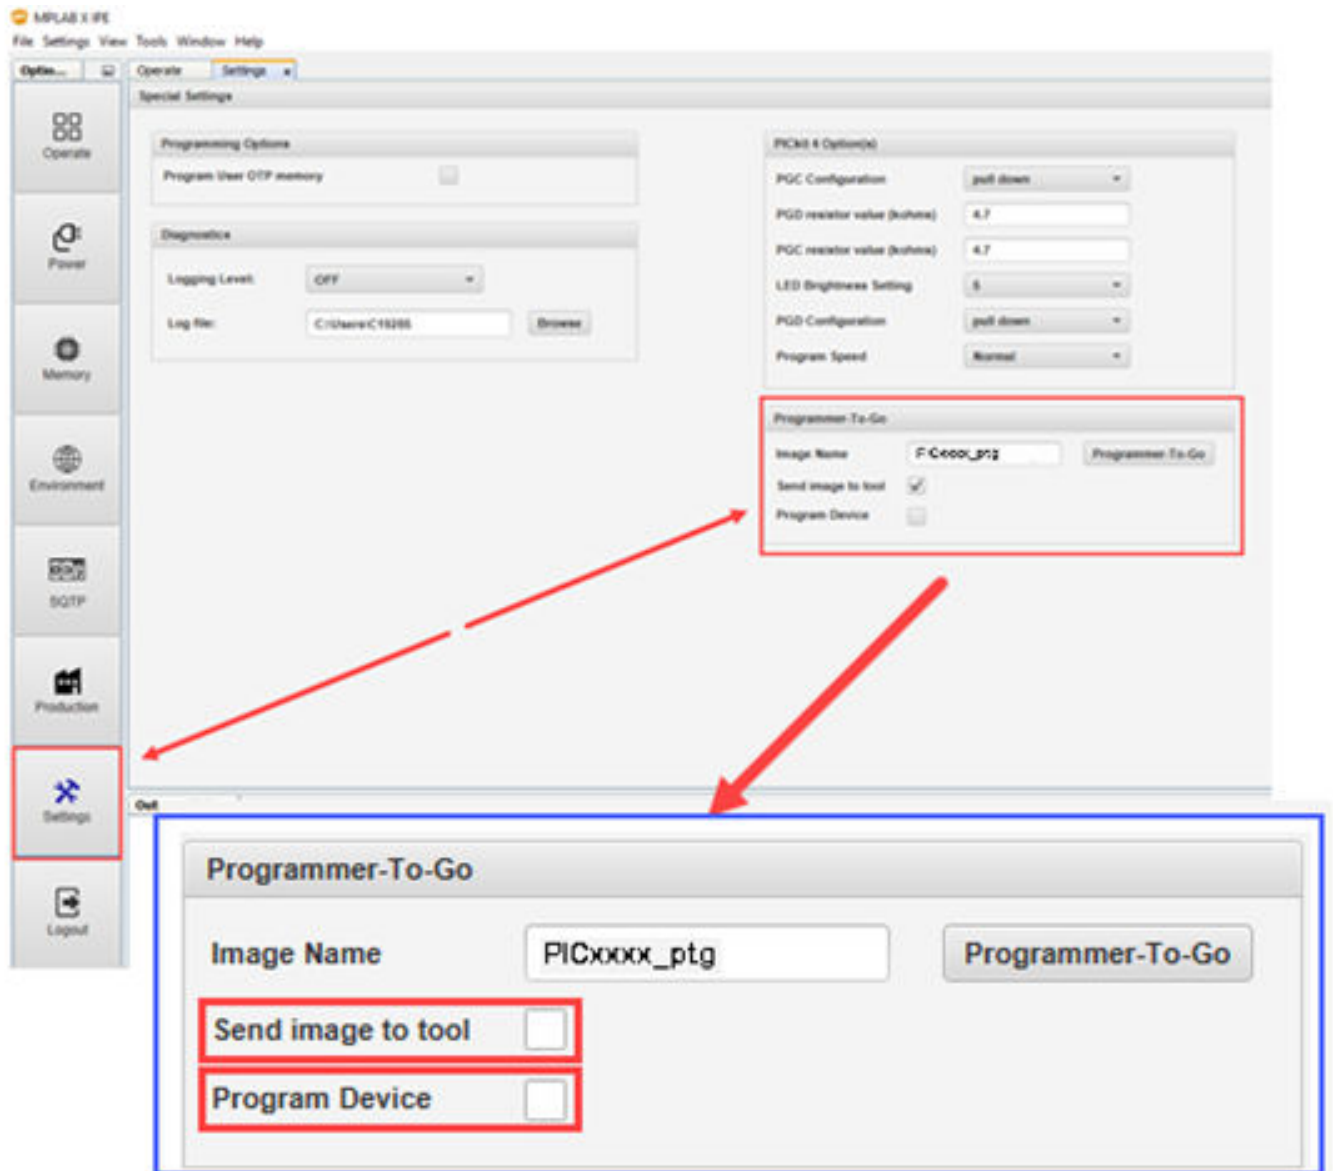 MPLAB X IPE
File Settings View Tools Window Help
Optio...
Operate Settings x
Special Settings
Operate
Power
Memory
Environment
SQTP
Production
Settings
Logout
Programming Options
Program User OTP memory
Diagnostics
Logging Level: OFF
Log file: C:\Users\C15255 Browse
PICkit 4 Option(s)
PGC Configuration pull down
PGD resistor value (kohms) 4.7
PGC resistor value (kohms) 4.7
LED Brightness Setting 5
PGD Configuration pull down
Program Speed Normal
Programmer-To-Go
Image Name PICxxxx_ptg Programmer-To-Go
Send image to tool
Program Device
Out
Programmer-To-Go
Image Name PICxxxx_ptg Programmer-To-Go
Send image to tool
Program Device